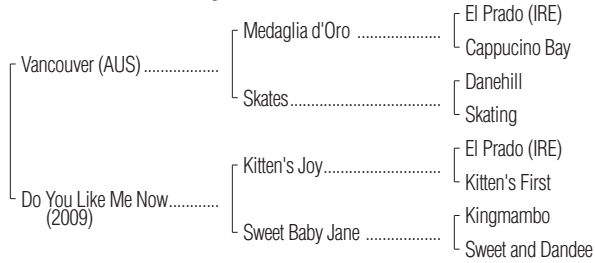 El Prado (IRE)
Medaglia d'Oro ..................
Cappucino Bay
Vancouver (AUS) ..................
Danehill
Skates....................................
Skating
El Prado (IRE)
Kitten's Joy............................
Kitten's First
Do You Like Me Now............
(2009)
Kingmambo
Sweet Baby Jane ..................
Sweet and Dandee